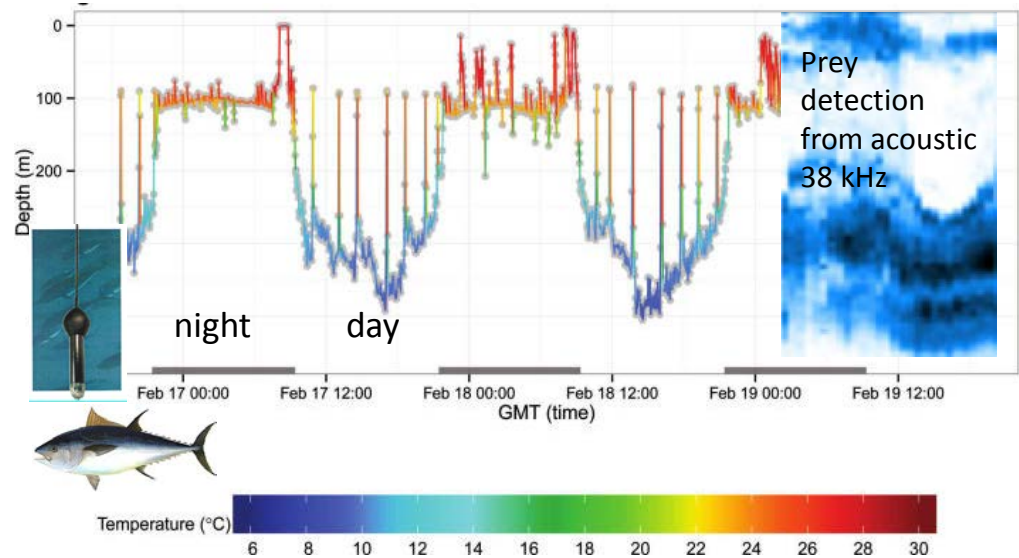 0
100
200
Depth (m)
Prey
detection
from acoustic
38 kHz
night day
Feb 17 00:00 Feb 17 12:00 Feb 18 00:00 Feb 18 12:00 Feb 19 00:00 Feb 19 12:00
GMT (time)
Temperature (°C)
6 8 10 12 14 16 18 20 22 24 26 28 30